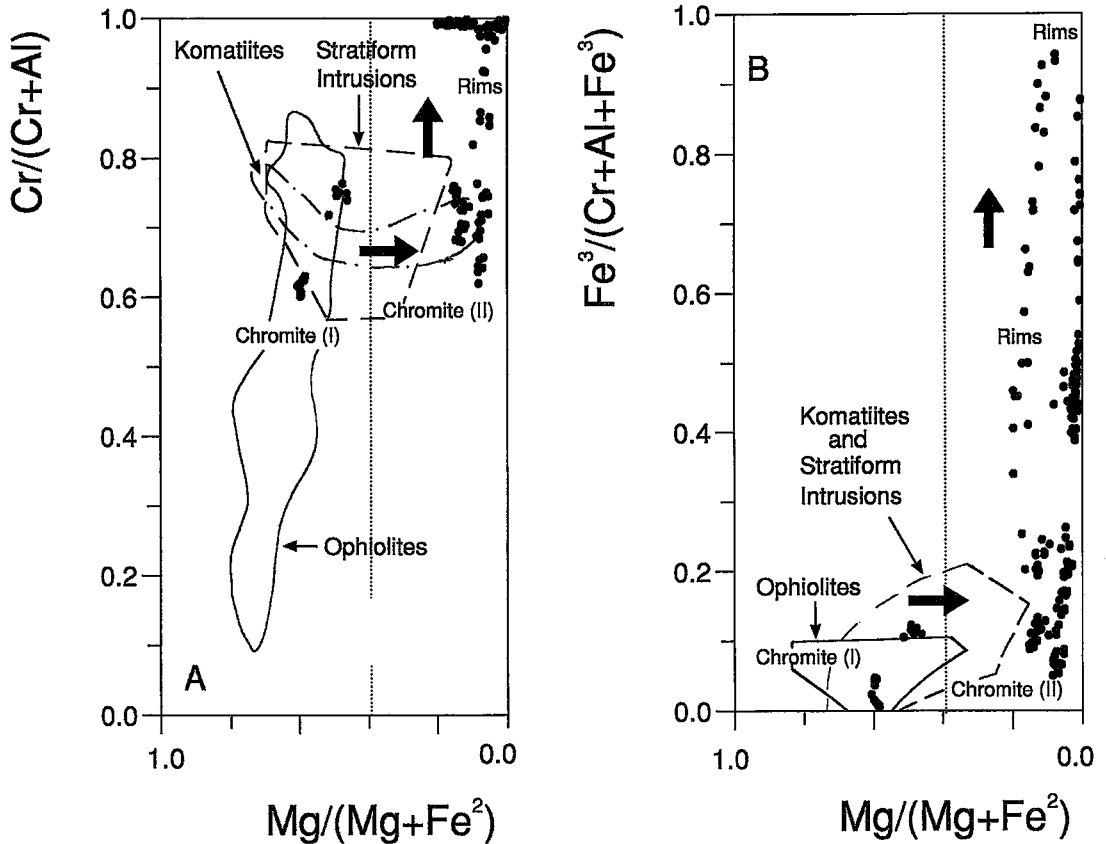 Cr/(Cr+Al)
1.0
0.8
0.6
0.4
0.2
0.0
Komatiites
Stratiform
Intrusions
Rims
Chromite (II)
Chromite (I)
Ophiolites
A
1.0
0.0
Mg/(Mg+Fe²)
Fe³/(Cr+Al+Fe³)
1.0
0.8
0.6
0.4
0.2
0.0
B
Rims
Rims
Komatiites
and
Stratiform
Intrusions
Ophiolites
Chromite (I)
Chromite (II)
1.0
0.0
Mg/(Mg+Fe²)